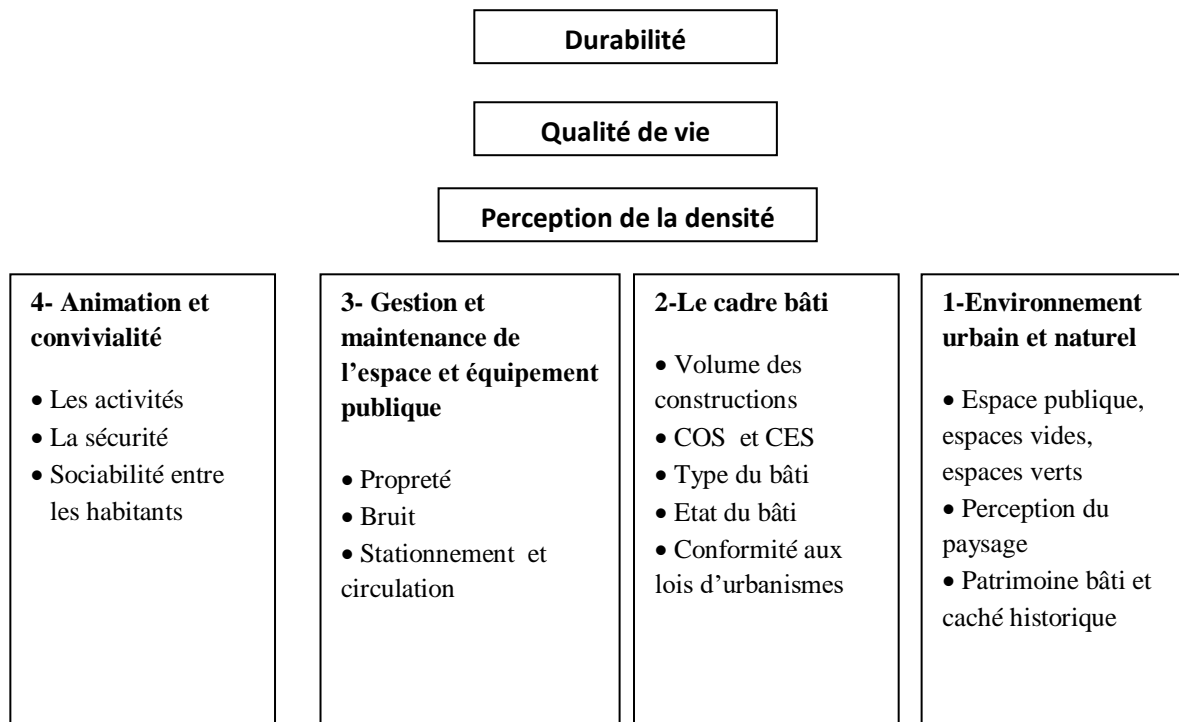 Durabilité
Qualité de vie
Perception de la densité
4- Animation et
convivialité
• Les activités
• La sécurité
• Sociabilité entre
les habitants
3- Gestion et
maintenance de
l’espace et équipement
publique
• Propreté
• Bruit
• Stationnement et
circulation
2-Le cadre bâti
• Volume des
constructions
• COS et CES
• Type du bâti
• Etat du bâti
• Conformité aux
lois d’urbanismes
1-Environnement
urbain et naturel
• Espace publique,
espaces vides,
espaces verts
• Perception du
paysage
• Patrimoine bâti et
caché historique